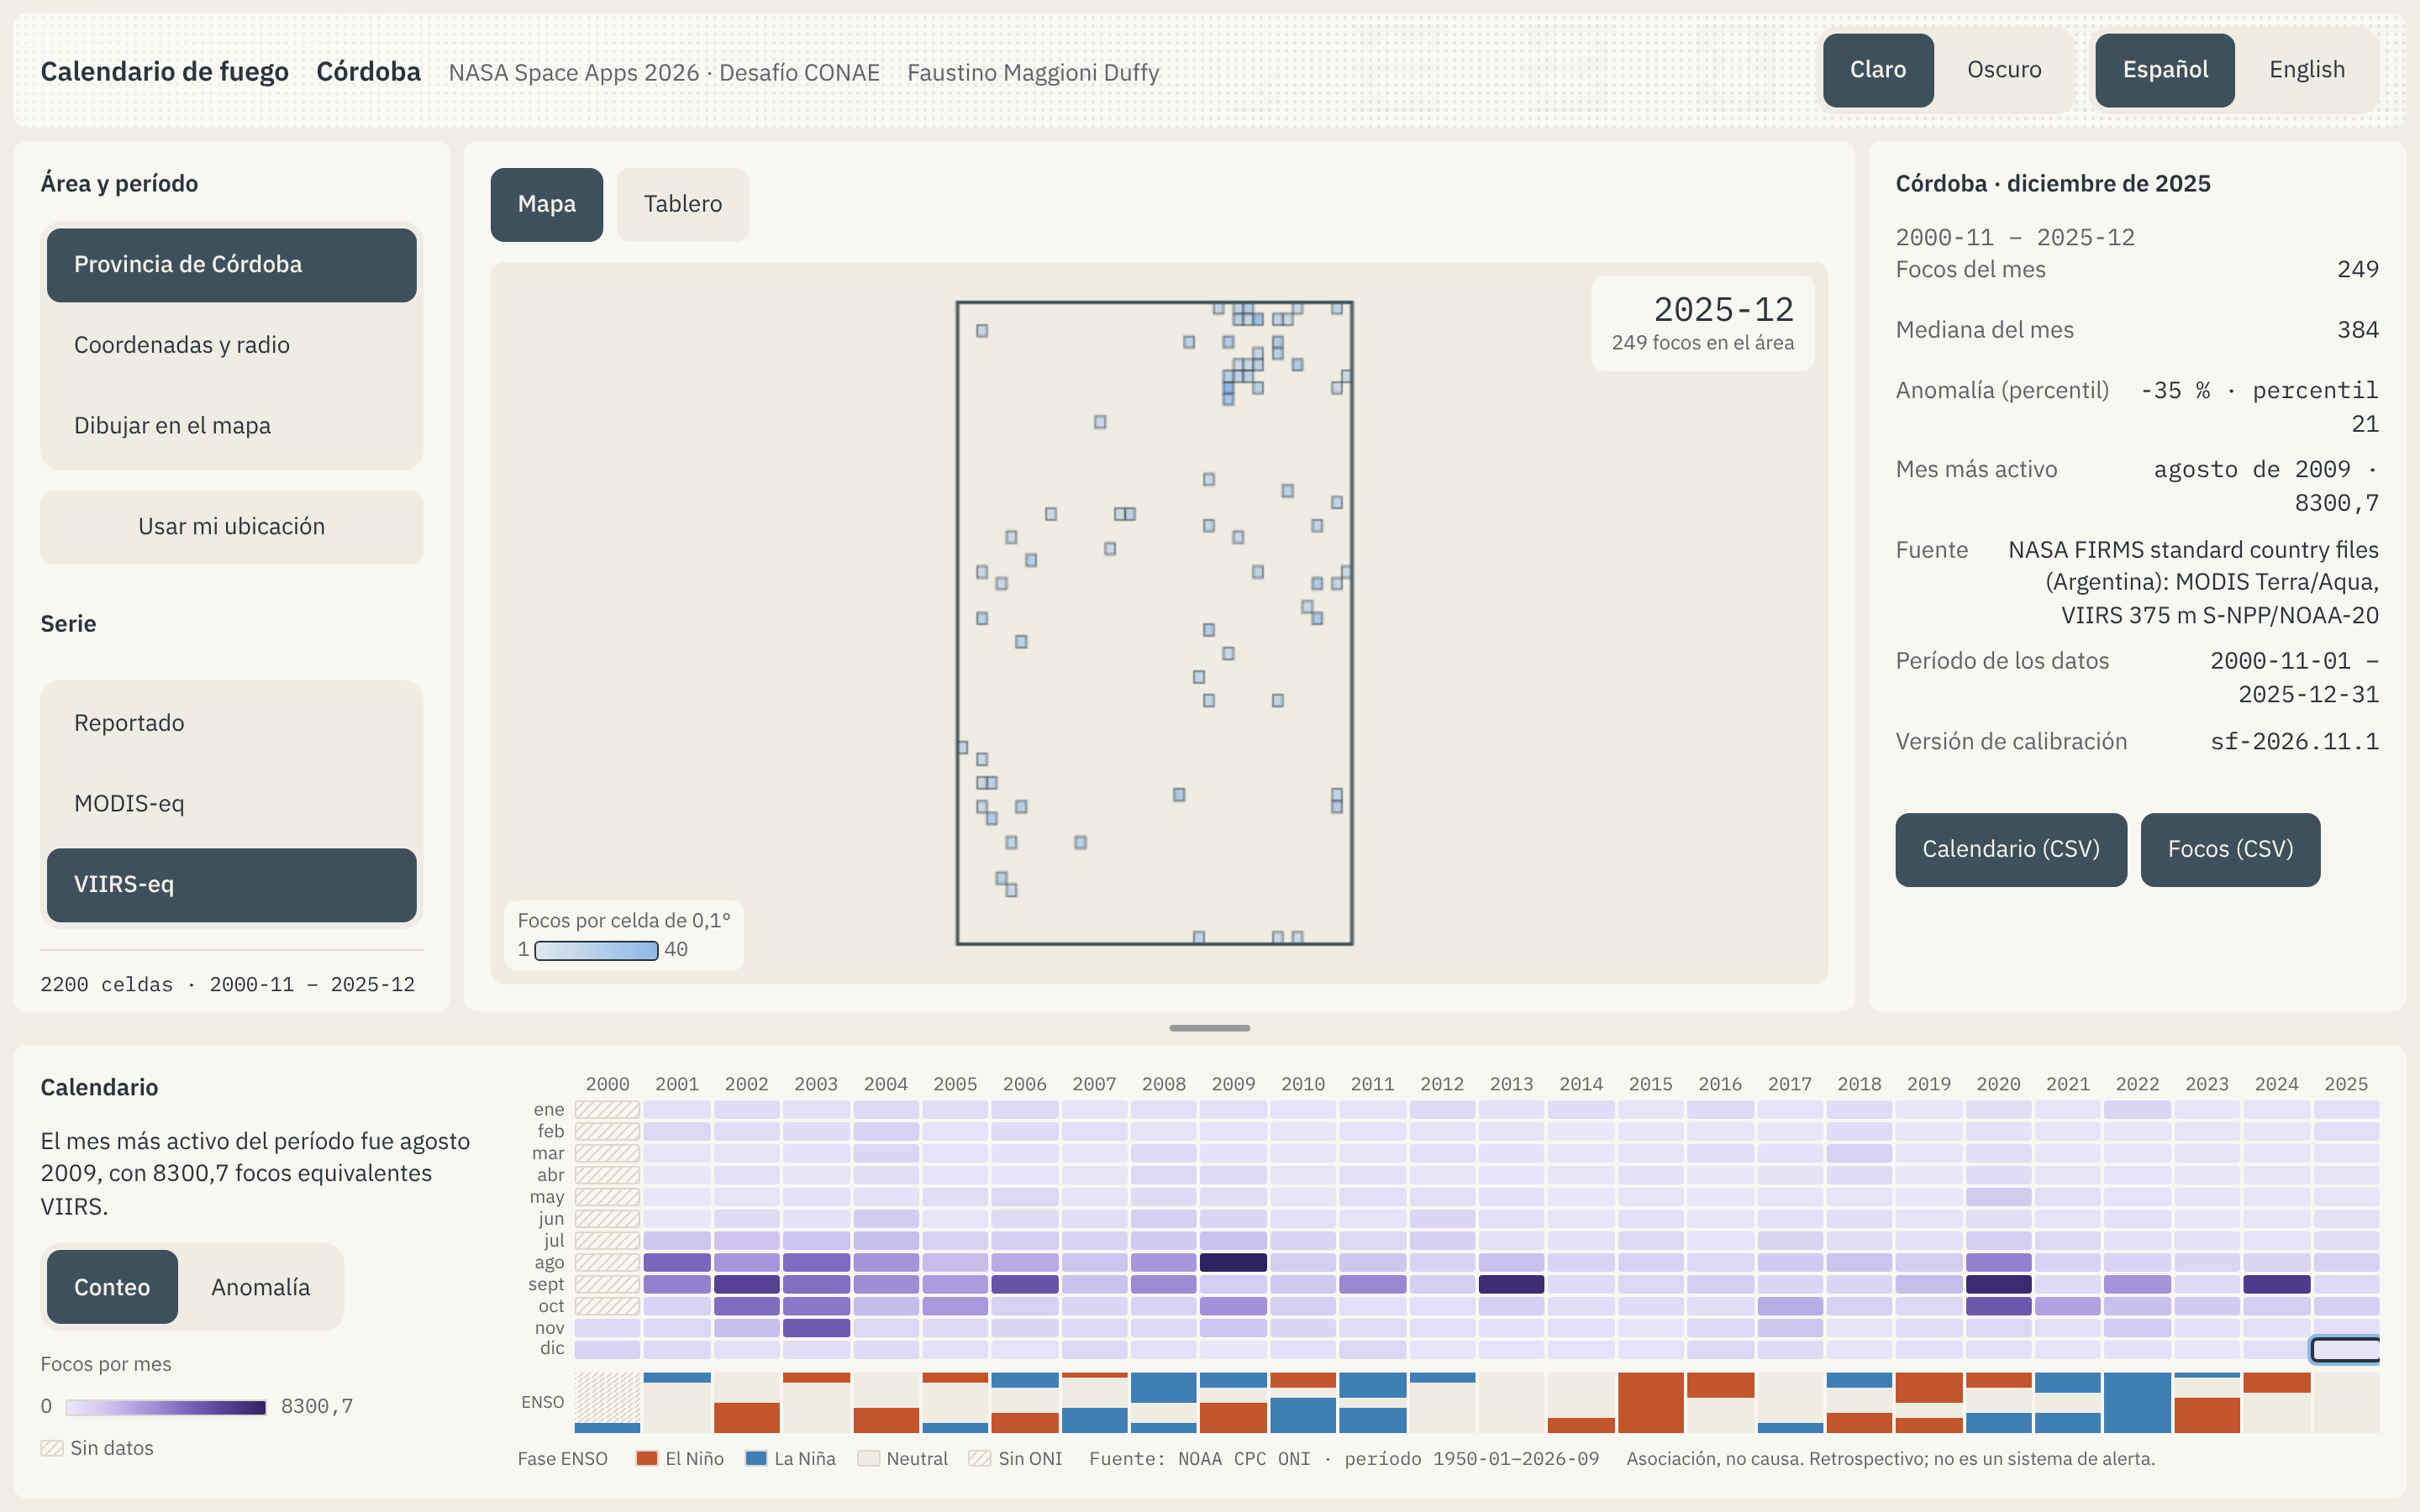 Calendario de fuego Córdoba NASA Space Apps 2026 · Desafío CONAE Faustino Maggioni Duffy
Claro Oscuro Español English
Área y período
Provincia de Córdoba
Coordenadas y radio
Dibujar en el mapa
Usar mi ubicación
Serie
Reportado
MODIS-eq
VIIRS-eq
2200 celdas · 2000-11 – 2025-12
Mapa Tablero
2025-12
249 focos en el área
Focos por celda de 0,1°
1 40
Córdoba · diciembre de 2025
2000-11 – 2025-12
Focos del mes 249
Mediana del mes 384
Anomalía (percentil) -35 % · percentil
21
Mes más activo agosto de 2009 ·
8300,7
Fuente NASA FIRMS standard country files
(Argentina): MODIS Terra/Aqua,
VIIRS 375 m S-NPP/NOAA-20
Período de los datos 2000-11-01 –
2025-12-31
Versión de calibración sf-2026.11.1
Calendario (CSV) Focos (CSV)
Calendario
El mes más activo del período fue agosto
2009, con 8300,7 focos equivalentes
VIIRS.
Conteo Anomalía
Focos por mes
0 8300,7
Sin datos
2000 2001 2002 2003 2004 2005 2006 2007 2008 2009 2010 2011 2012 2013 2014 2015 2016 2017 2018 2019 2020 2021 2022 2023 2024 2025
ene
feb
mar
abr
may
jun
jul
ago
sept
oct
nov
dic
ENSO
Fase ENSO El Niño La Niña Neutral Sin ONI Fuente: NOAA CPC ONI · período 1950-01–2026-09 Asociación, no causa. Retrospectivo; no es un sistema de alerta.